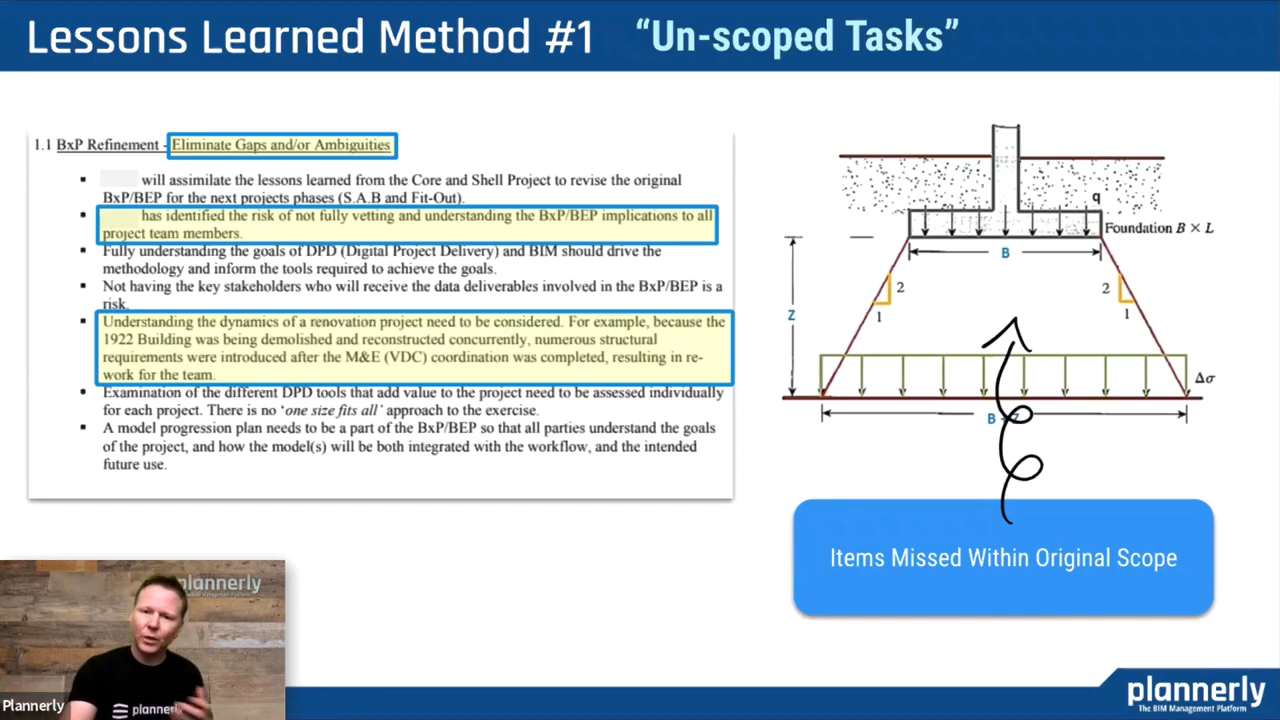 Lessons Learned Method #1 “Un-scoped Tasks”
1.1 BxP Refinement - Eliminate Gaps and/or Ambiguities
▪ will assimilate the lessons learned from the Core and Shell Project to revise the original
BxP/BEP for the next projects phases (S.A.B and Fit-Out).
▪ has identified the risk of not fully vetting and understanding the BxP/BEP implications to all
project team members.
▪ Fully understanding the goals of DPD (Digital Project Delivery) and BIM should drive the
methodology and inform the tools required to achieve the goals.
▪ Not having the key stakeholders who will receive the data deliverables involved in the BxP/BEP is a
risk.
▪ Understanding the dynamics of a renovation project need to be considered. For example, because the
1922 Building was being demolished and reconstructed concurrently, numerous structural
requirements were introduced after the M&E (VDC) coordination was completed, resulting in re-
work for the team.
▪ Examination of the different DPD tools that add value to the project need to be assessed individually
for each project. There is no ‘one size fits all’ approach to the exercise.
▪ A model progression plan needs to be a part of the BxP/BEP so that all parties understand the goals
of the project, and how the model(s) will be both integrated with the workflow, and the intended
future use.
q
Foundation B × L
B
2
1
2
1
Z
Δσ
B
Items Missed Within Original Scope
plannerly
plannerly
Plannerly
plannerly
The BIM Management Platform